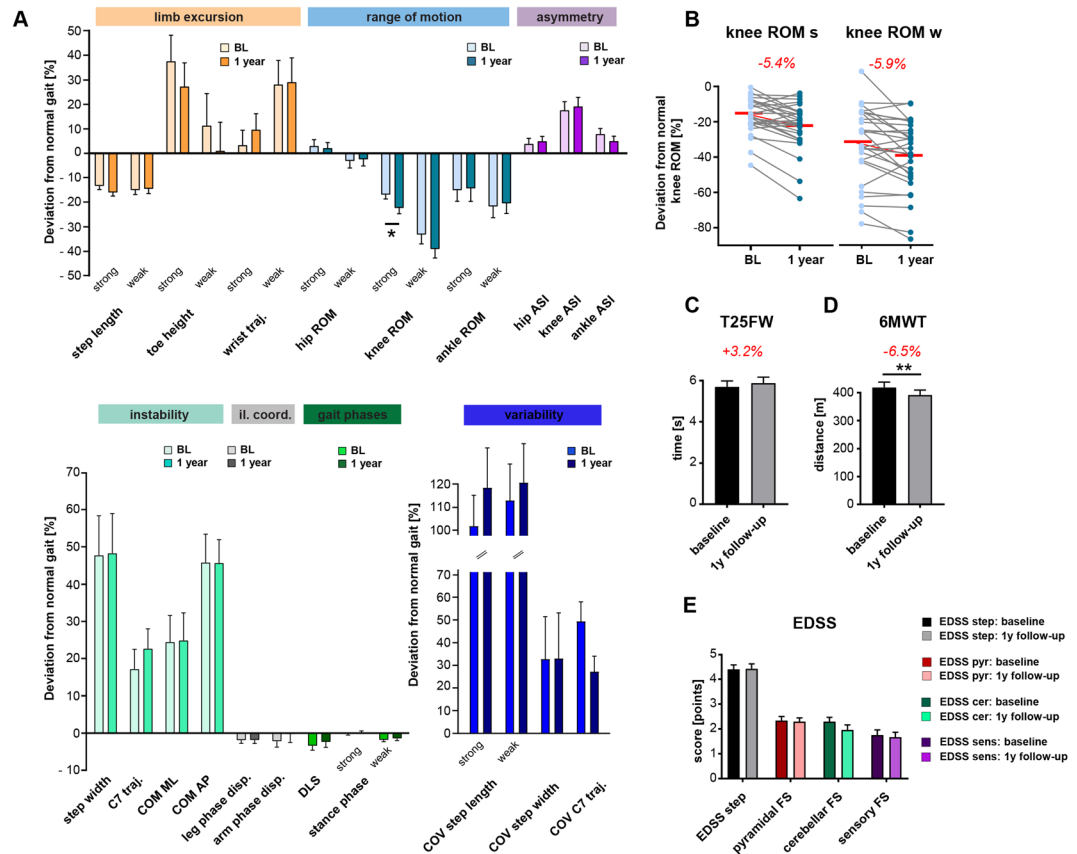 A
limb excursion
range of motion
asymmetry
BL
1 year
BL
1 year
BL
1 year
Deviation from normal gait [%]
50
40
30
20
10
0
- 10
- 20
- 30
- 40
- 50
*
strong
weak
strong
weak
strong
weak
strong
weak
strong
weak
strong
weak
step length
toe height
wrist traj.
hip ROM
knee ROM
ankle ROM
hip ASI
knee ASI
ankle ASI
instability
il. coord.
gait phases
variability
BL
1 year
BL
1 year
BL
1 year
BL
1 year
Deviation from normal gait [%]
70
60
50
40
30
20
10
0
- 10
strong
weak
step width
C7 traj.
COM ML
COM AP
leg phase disp.
arm phase disp.
DLS
stance phase
Deviation from normal gait [%]
120
110
100
70
60
50
40
30
20
10
0
strong
weak
COV step length
COV step width
COV C7 traj.
B
knee ROM s
knee ROM w
-5.4%
-5.9%
Deviation from normal
knee ROM [%]
0
-20
-40
-60
-80
BL
1 year
BL
1 year
C
T25FW
+3.2%
time [s]
6
4
2
0
baseline
1y follow-up
D
6MWT
-6.5%
**
distance [m]
400
300
200
100
0
baseline
1y follow-up
E
EDSS
score [points]
5
4
3
2
1
0
EDSS step
pyramidal FS
cerebellar FS
sensory FS
EDSS step: baseline
EDSS step: 1y follow-up
EDSS pyr: baseline
EDSS pyr: 1y follow-up
EDSS cer: baseline
EDSS cer: 1y follow-up
EDSS sens: baseline
EDSS sens: 1y follow-up